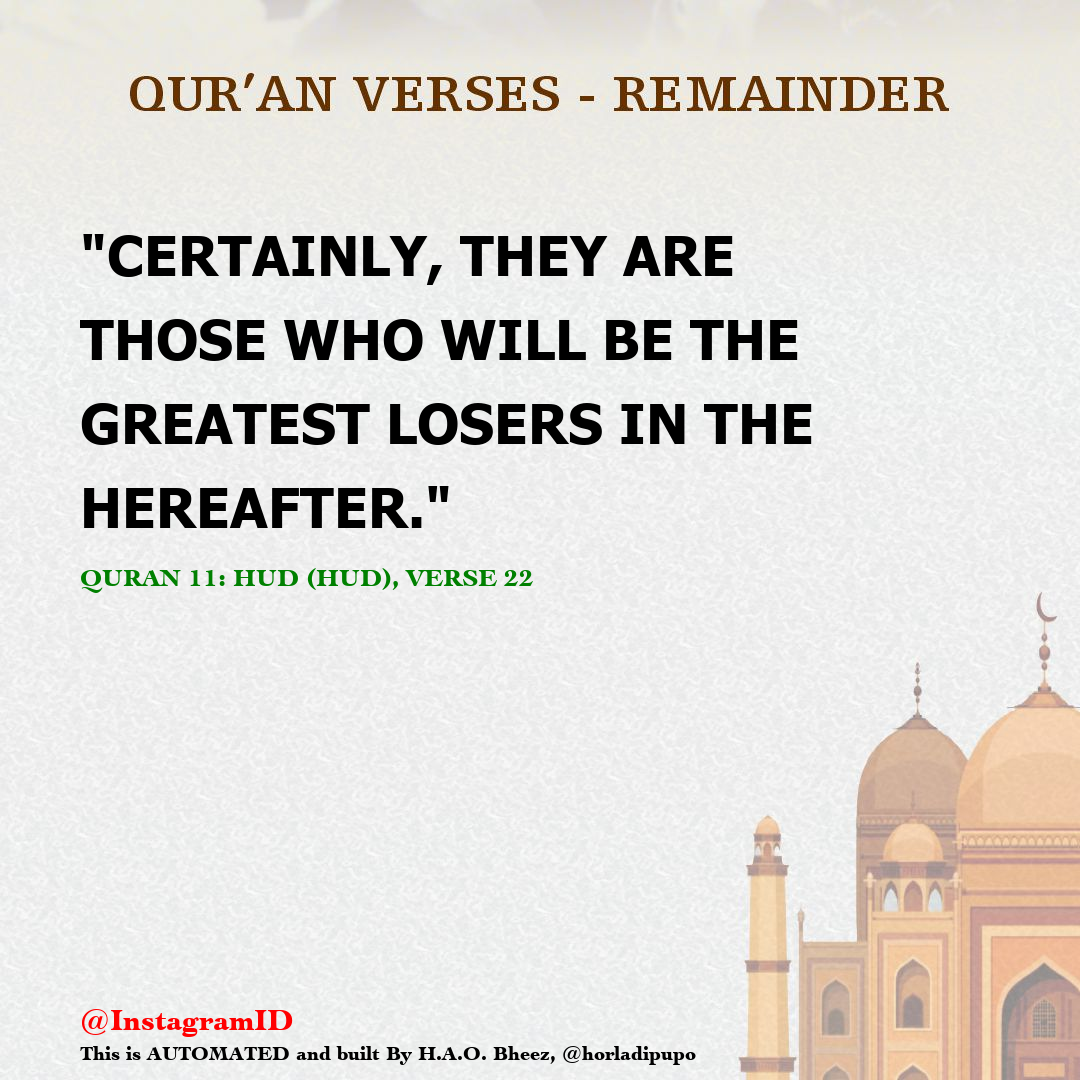 QUR'AN VERSES - REMAINDER
"CERTAINLY, THEY ARE
THOSE WHO WILL BE THE
GREATEST LOSERS IN THE
HEREAFTER."
QURAN 11: HUD (HUD), VERSE 22
@InstagramID
This is AUTOMATED and built By H.A.O. Bheez, @horladipupo